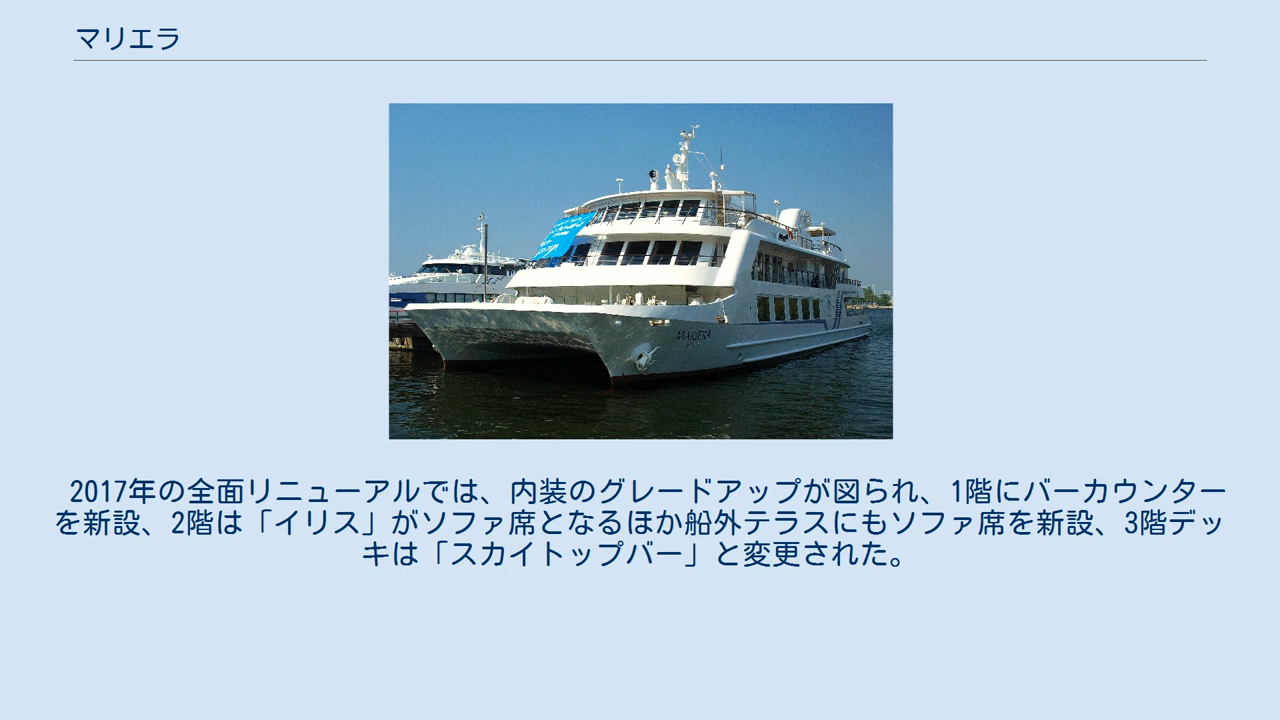 マリエラ
MARIERA
2017年の全面リニューアルでは、内装のグレードアップが図られ、1階にバーカウンター
を新設、2階は「イリス」がソファ席となるほか船外テラスにもソファ席を新設、3階デッ
キは「スカイトップバー」と変更された。